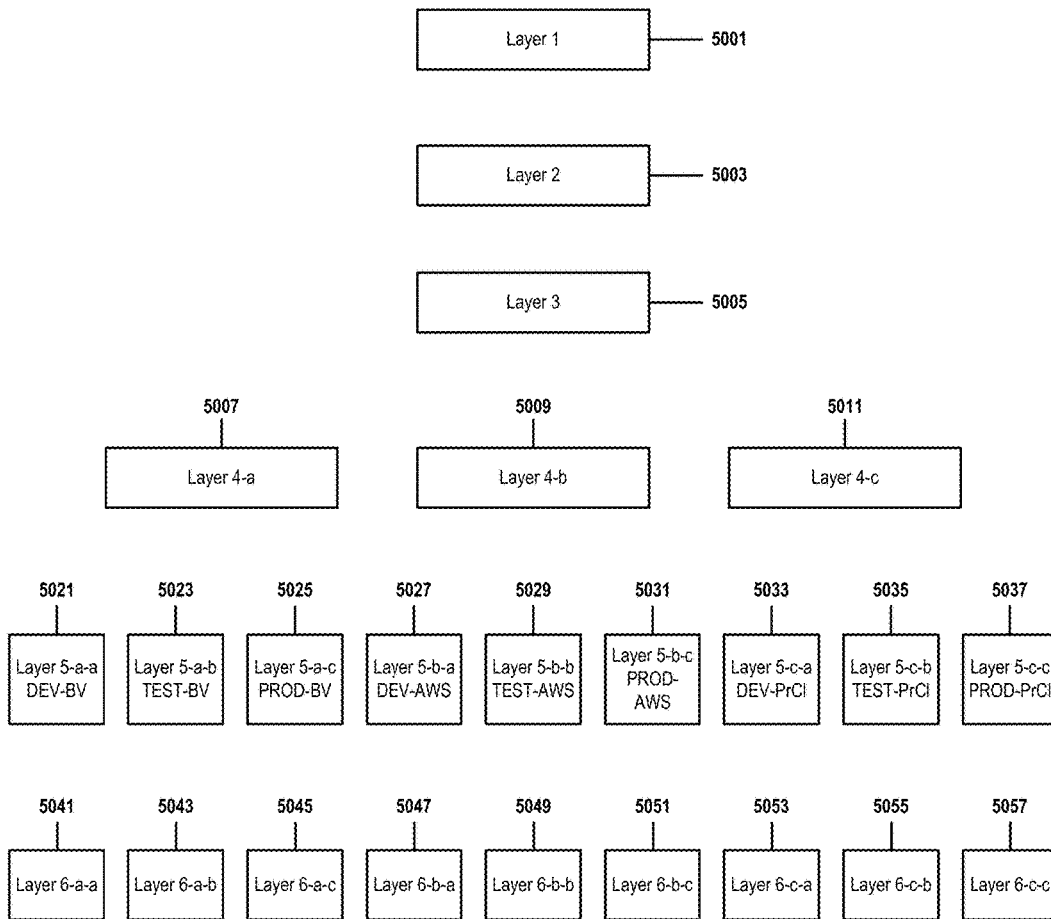 Layer 1 5001
Layer 2 5003
Layer 3 5005
5007 5009 5011
Layer 4-a Layer 4-b Layer 4-c
5021 5023 5025 5027 5029 5031 5033 5035 5037
Layer 5-a-a Layer 5-a-b Layer 5-a-c Layer 5-b-a Layer 5-b-b Layer 5-b-c Layer 5-c-a Layer 5-c-b Layer 5-c-c
DEV-BV TEST-BV PROD-BV DEV-AWS TEST-AWS PROD- DEV-PrCl TEST-PrCl PROD-PrCl
AWS
5041 5043 5045 5047 5049 5051 5053 5055 5057
Layer 6-a-a Layer 6-a-b Layer 6-a-c Layer 6-b-a Layer 6-b-b Layer 6-b-c Layer 6-c-a Layer 6-c-b Layer 6-c-c